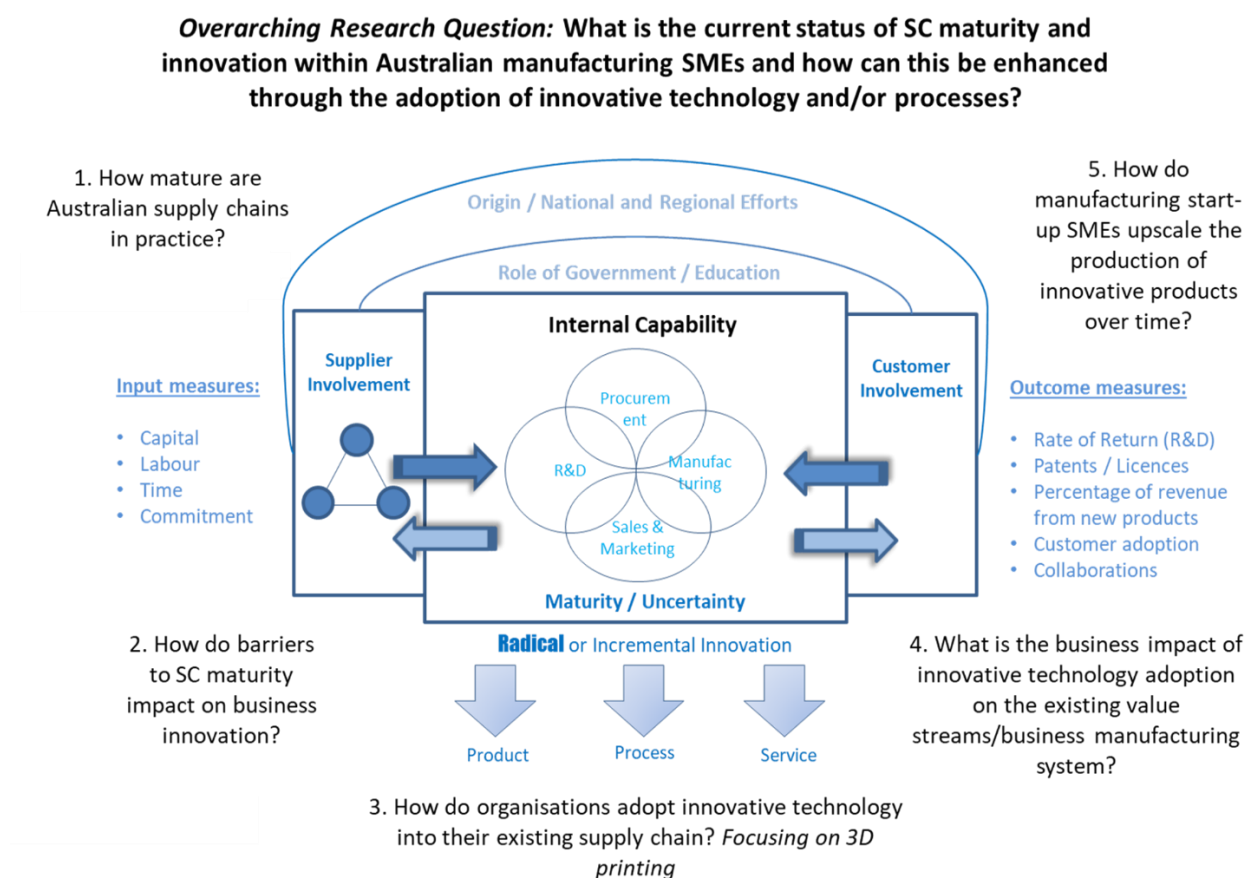 Overarching Research Question: What is the current status of SC maturity and
innovation within Australian manufacturing SMEs and how can this be enhanced
through the adoption of innovative technology and/or processes?
1. How mature are
Australian supply chains
in practice?
5. How do
manufacturing start-
up SMEs upscale the
production of
innovative products
over time?
Origin / National and Regional Efforts
Role of Government / Education
Internal Capability
Supplier
Involvement
Customer
Involvement
Input measures:
• Capital
• Labour
• Time
• Commitment
Procurem
ent
R&D
Manufac
turing
Sales &
Marketing
Outcome measures:
• Rate of Return (R&D)
• Patents / Licences
• Percentage of revenue
from new products
• Customer adoption
• Collaborations
Maturity / Uncertainty
Radical or Incremental Innovation
Product
Process
Service
2. How do barriers
to SC maturity
impact on business
innovation?
4. What is the business impact of
innovative technology adoption
on the existing value
streams/business manufacturing
system?
3. How do organisations adopt innovative technology
into their existing supply chain? Focusing on 3D
printing